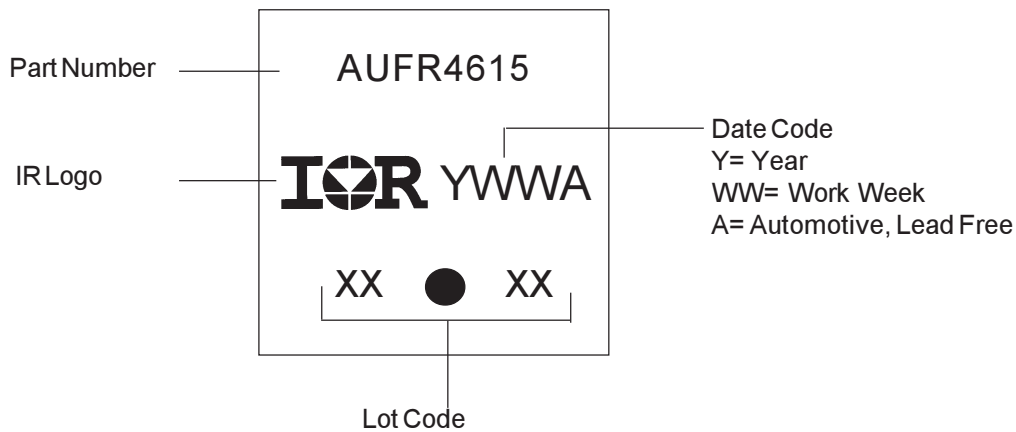 Part Number
AUFR4615
IR Logo
IOR YWWA
Date Code
Y= Year
WW= Work Week
A= Automotive, Lead Free
XX XX
Lot Code